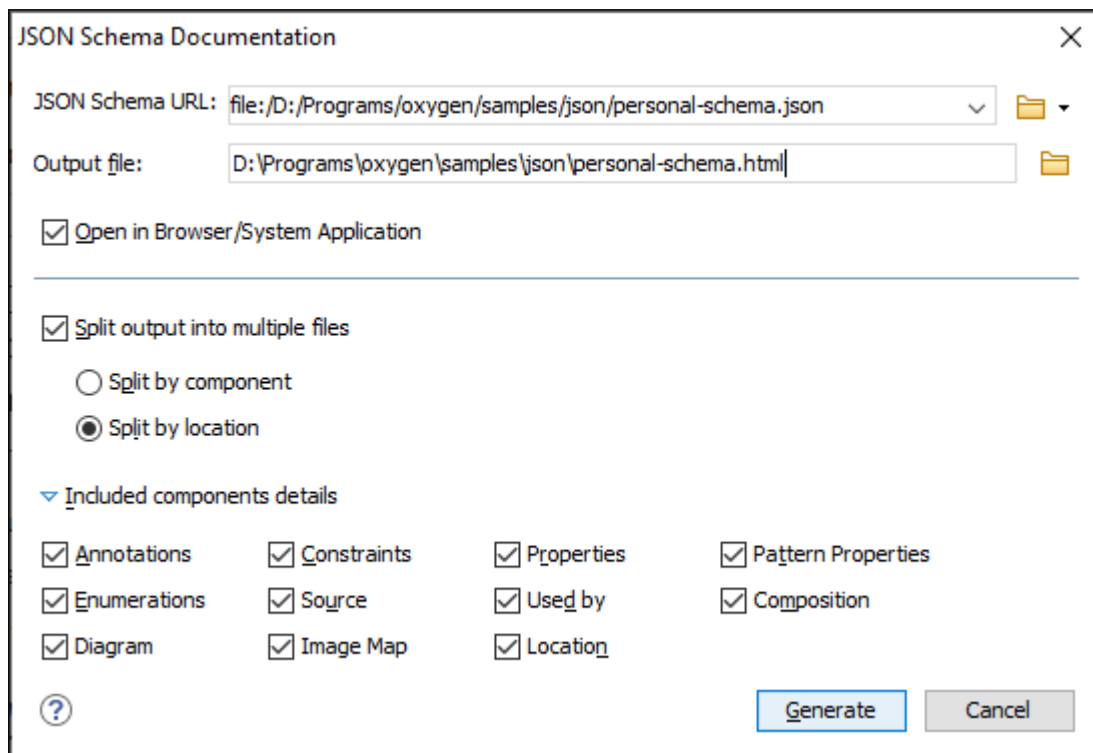 JSON Schema Documentation
JSON Schema URL: file:/D:/Programs/oxygen/samples/json/personal-schema.json
Output file: D:\Programs\oxygen\samples\json\personal-schema.html
Open in Browser/System Application
Split output into multiple files
Split by component
Split by location
Included components details
Annotations Constraints Properties Pattern Properties
Enumerations Source Used by Composition
Diagram Image Map Location
? Generate Cancel